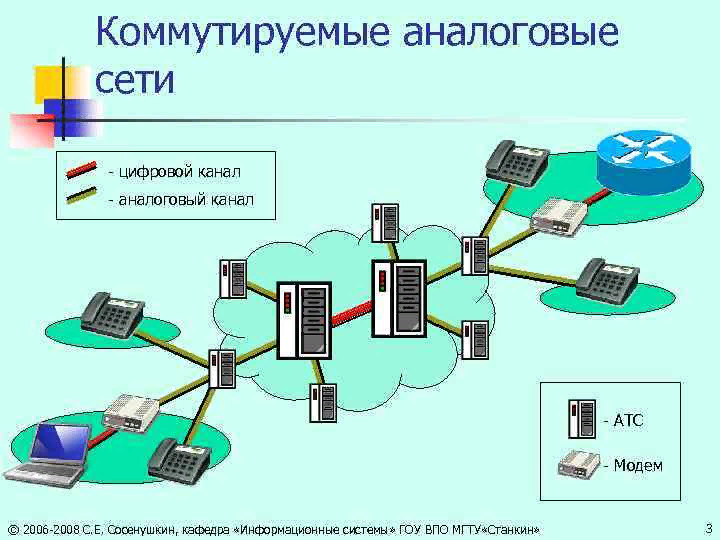 Коммутируемые аналоговые
сети
- цифровой канал
- аналоговый канал
- АТС
- Модем
© 2006-2008 С. Е. Сосенушкин, кафедра «Информационные системы» ГОУ ВПО МГТУ«Станкин»
3